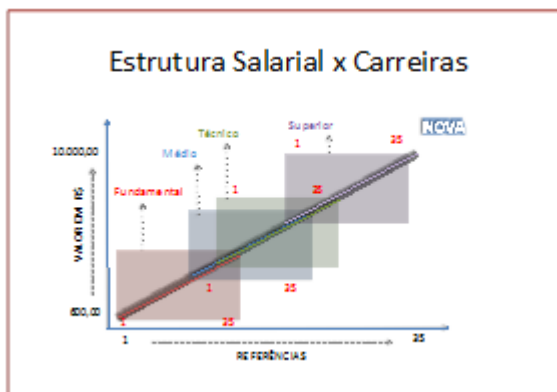 Estrutura Salarial x Carreiras
NOVA
Superior
Técnico
Médio
Fundamental
10.000,00
VALOR EM R$
600,00
1
25
1
25
1
25
1
25
1
25
REFERÊNCIAS